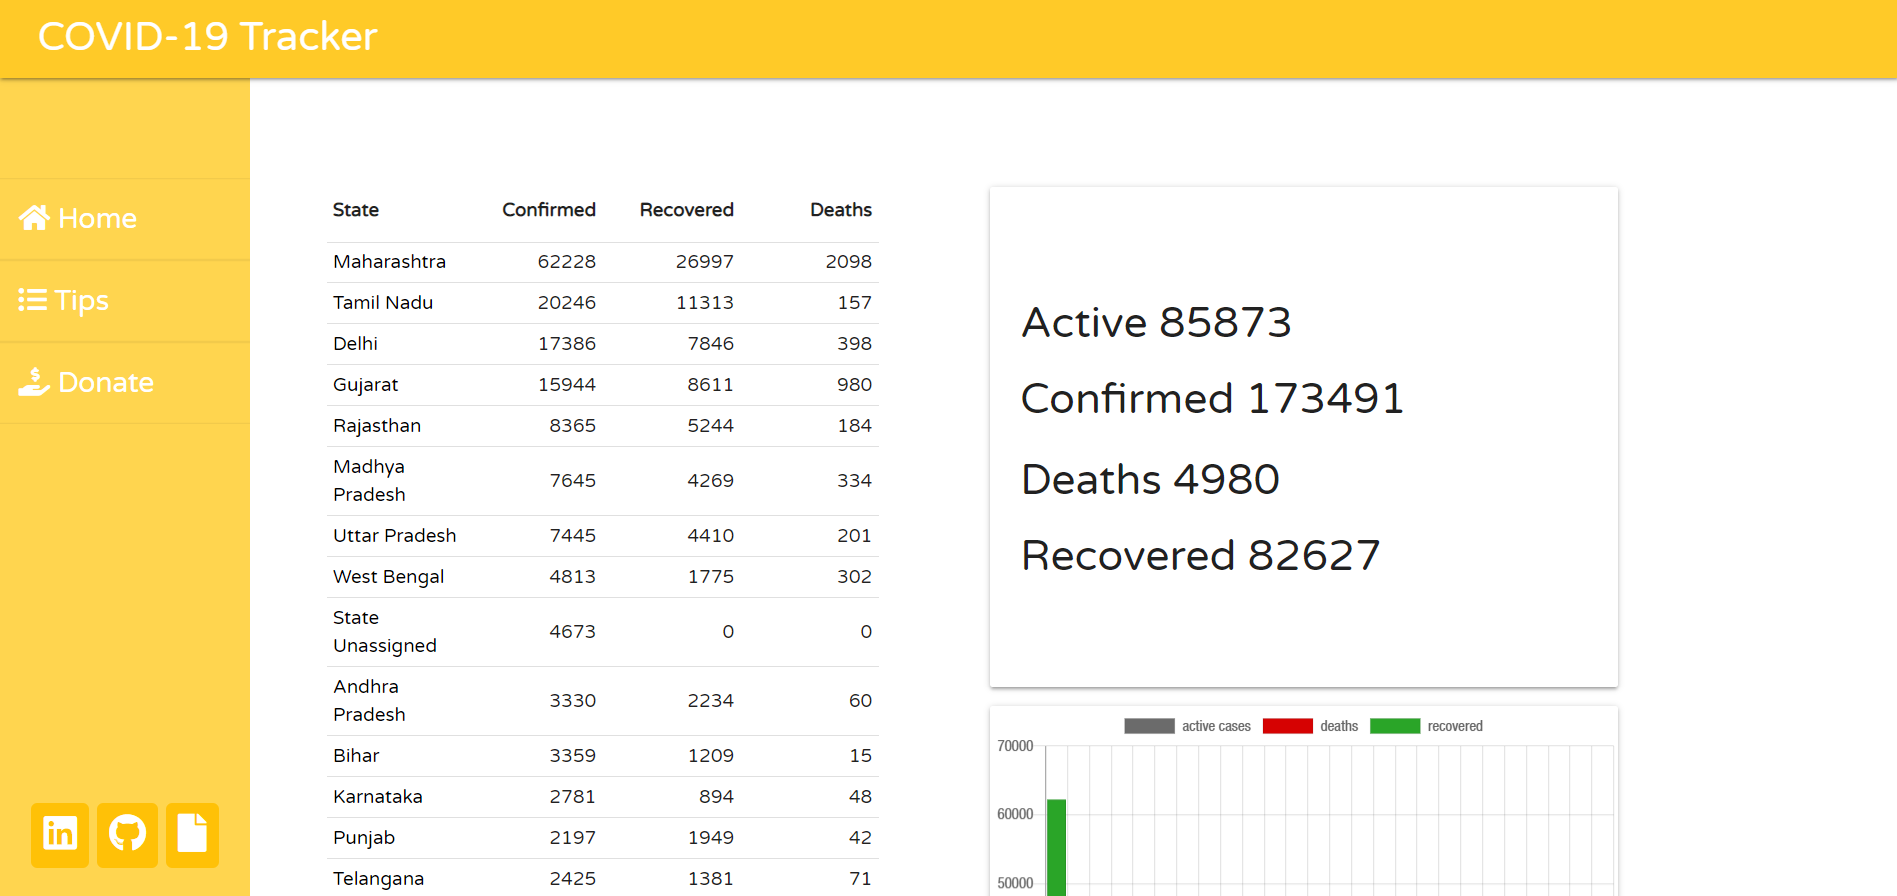 COVID-19 Tracker
Home
Tips
Donate
State Confirmed Recovered Deaths
Maharashtra 62228 26997 2098
Tamil Nadu 20246 11313 157
Delhi 17386 7846 398
Gujarat 15944 8611 980
Rajasthan 8365 5244 184
Madhya
Pradesh 7645 4269 334
Uttar Pradesh 7445 4410 201
West Bengal 4813 1775 302
State
Unassigned 4673 0 0
Andhra
Pradesh 3330 2234 60
Bihar 3359 1209 15
Karnataka 2781 894 48
Punjab 2197 1949 42
Telangana 2425 1381 71
Active 85873
Confirmed 173491
Deaths 4980
Recovered 82627
active cases deaths recovered
70000
60000
50000
in